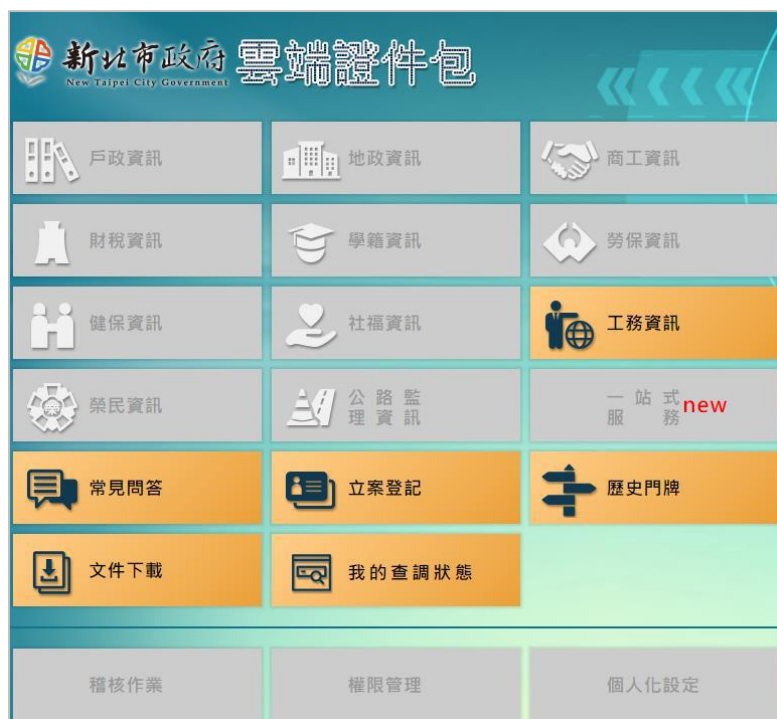 新北市政府 雲端證件包
New Taipei City Government
戶政資訊
地政資訊
商工資訊
財稅資訊
學籍資訊
勞保資訊
健保資訊
社福資訊
工務資訊
榮
榮民資訊
公路監
理資訊
一站式
服務
new
常見問答
立案登記
歷史門牌
文件下載
我的查調狀態
稽核作業
權限管理
個人化設定